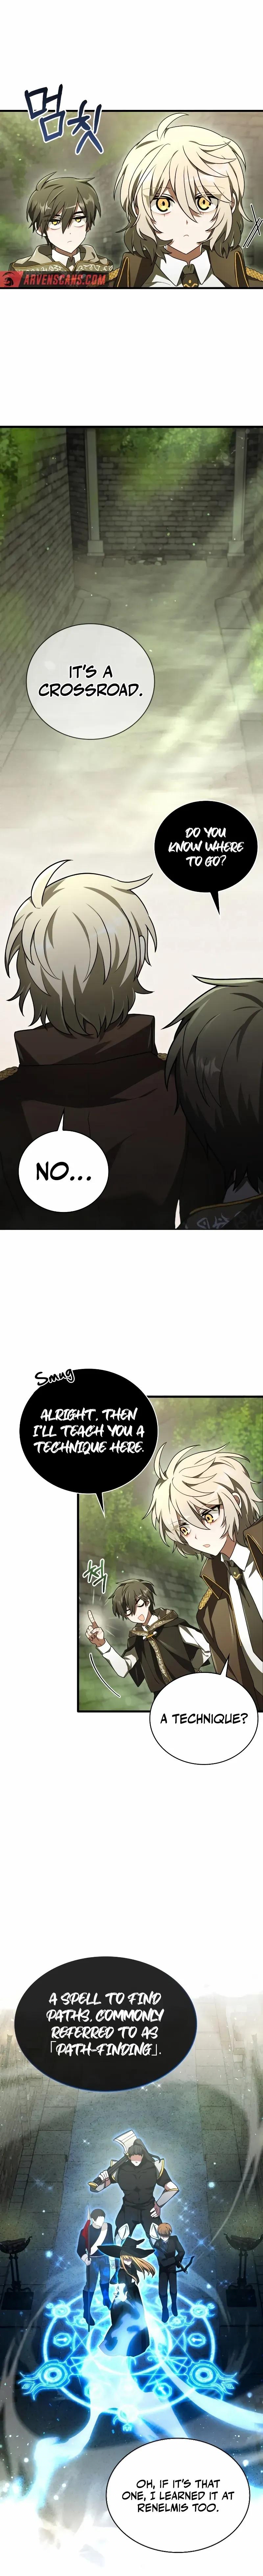 멈칫
ARVENSCANS.COM
IT'S A
CROSSROAD.
DO YOU
KNOW WHERE
TO GO?
NO...
Smug
ALRIGHT, THEN
I'LL TEACH YOU A
TECHNIQUE HERE.
척
A TECHNIQUE?
A SPELL TO FIND
PATHS, COMMONLY
REFERRED TO AS
「PATH-FINDING」.
OH, IF IT'S THAT
ONE, I LEARNED IT AT
RENELMIS TOO.